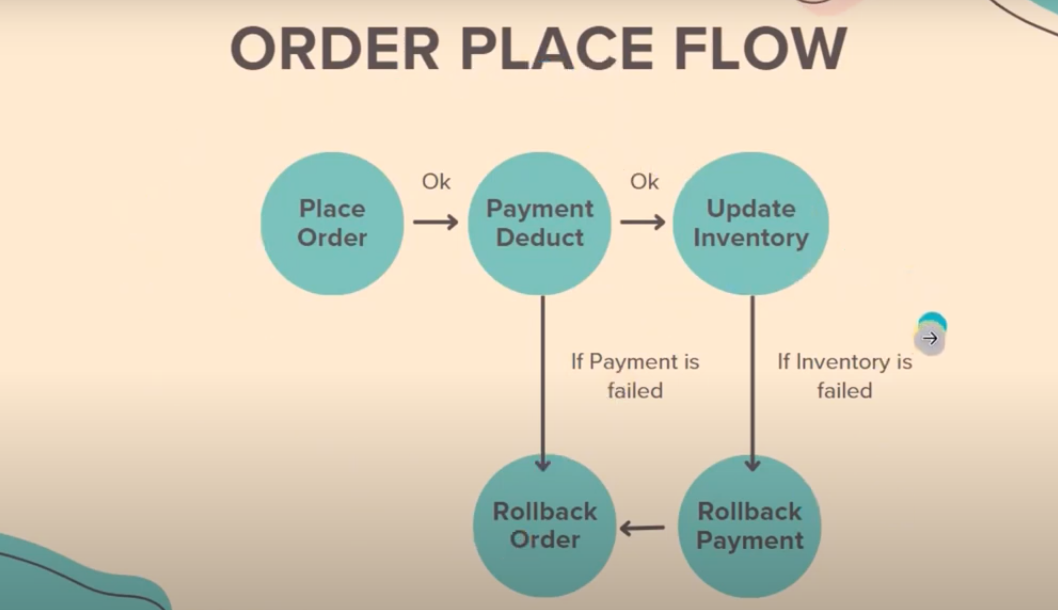 ORDER PLACE FLOW
Ok
Ok
Place
Order
Payment
Deduct
Update
Inventory
If Payment is
failed
If Inventory is
failed
Rollback
Order
Rollback
Payment